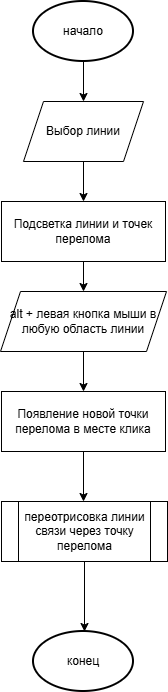 начало
Выбор линии
Подсветка линии и точек
перелома
alt + левая кнопка мыши в
любую область линии
Появление новой точки
перелома в месте клика
переотрисовка линии
связи через точку
перелома
конец